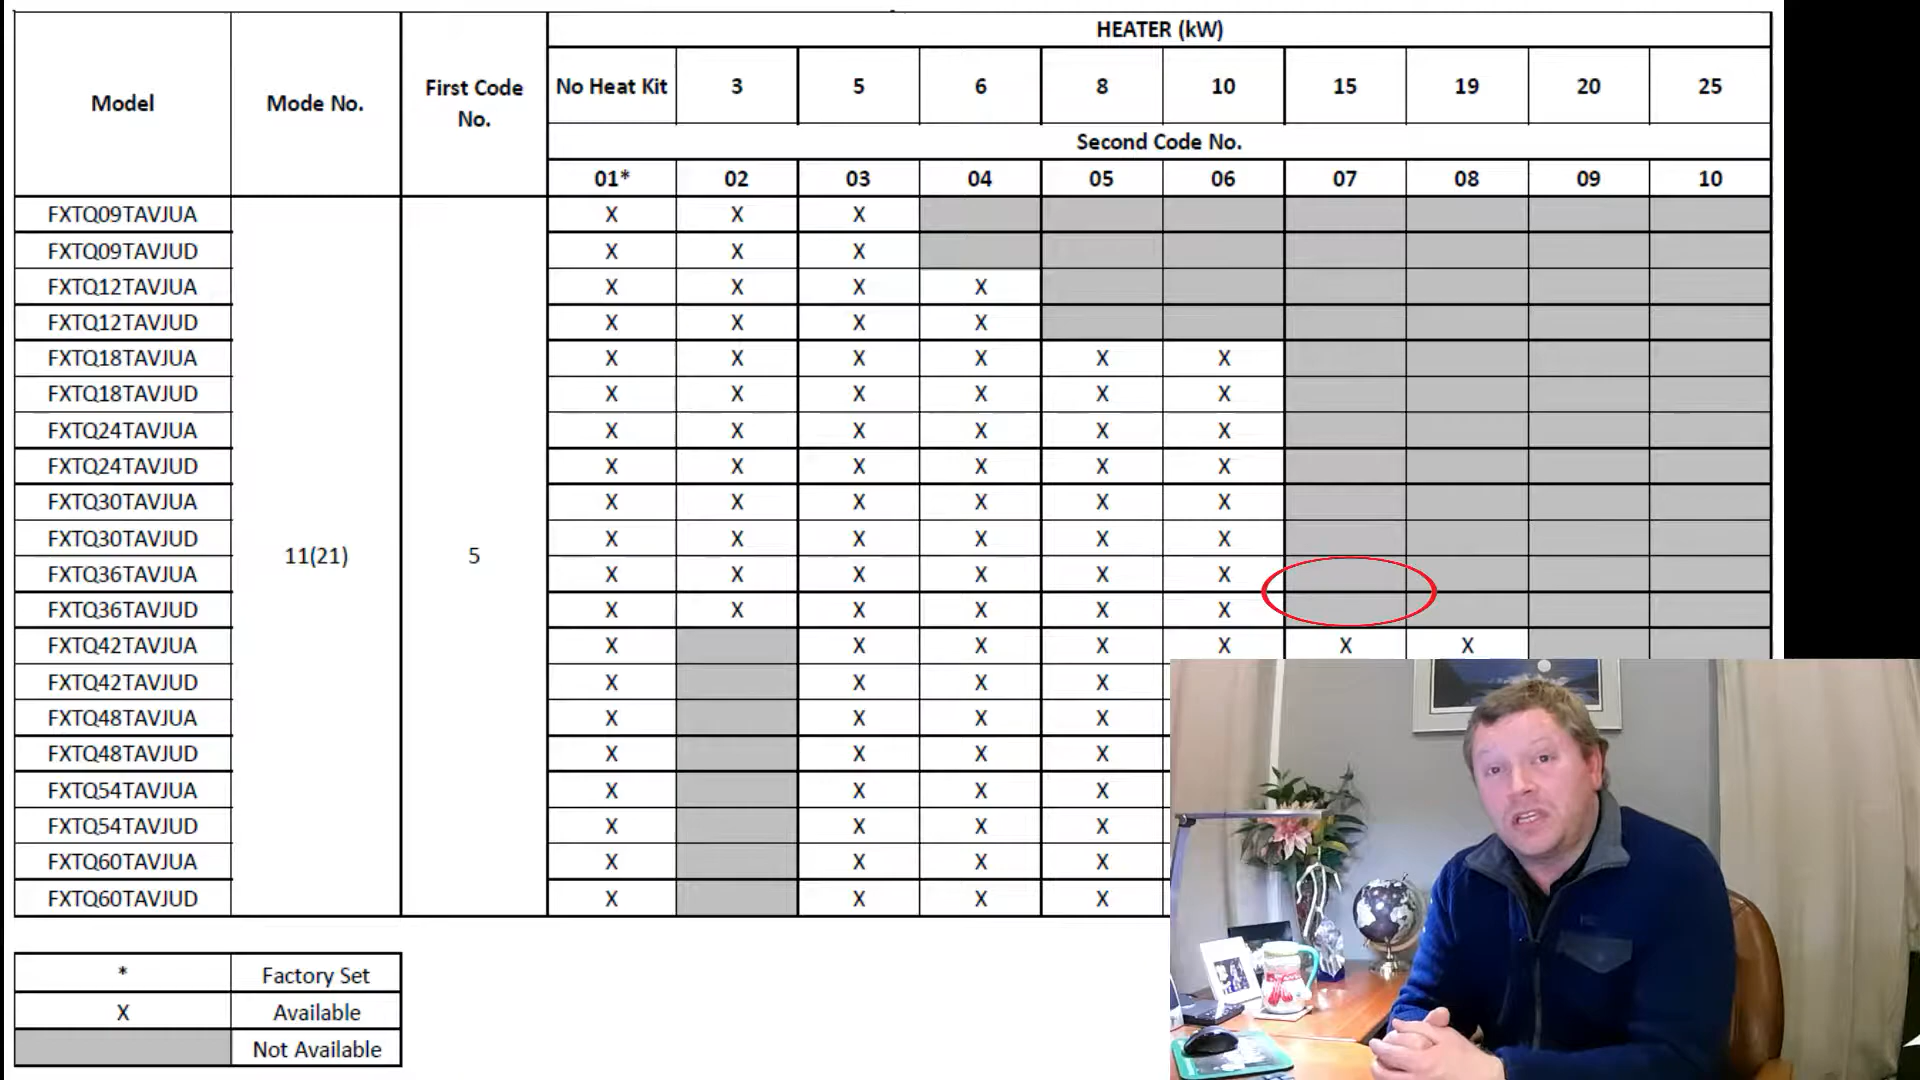 HEATER (kW)
Model Mode No. First Code No. No Heat Kit 3 5 6 8 10 15 19 20 25
Second Code No.
01* 02 03 04 05 06 07 08 09 10
FXTQ09TAVJUA X X X
FXTQ09TAVJUD X X X
FXTQ12TAVJUA X X X X
FXTQ12TAVJUD X X X X
FXTQ18TAVJUA X X X X X X
FXTQ18TAVJUD X X X X X X
FXTQ24TAVJUA X X X X X X
FXTQ24TAVJUD X X X X X X
FXTQ30TAVJUA X X X X X X
FXTQ30TAVJUD X X X X X X
11(21) 5
FXTQ36TAVJUA X X X X X X
FXTQ36TAVJUD X X X X X X
FXTQ42TAVJUA X X X X X X X
FXTQ42TAVJUD X X X X
FXTQ48TAVJUA X X X X
FXTQ48TAVJUD X X X X
FXTQ54TAVJUA X X X X
FXTQ54TAVJUD X X X X
FXTQ60TAVJUA X X X X
FXTQ60TAVJUD X X X X
* Factory Set
X Available
Not Available